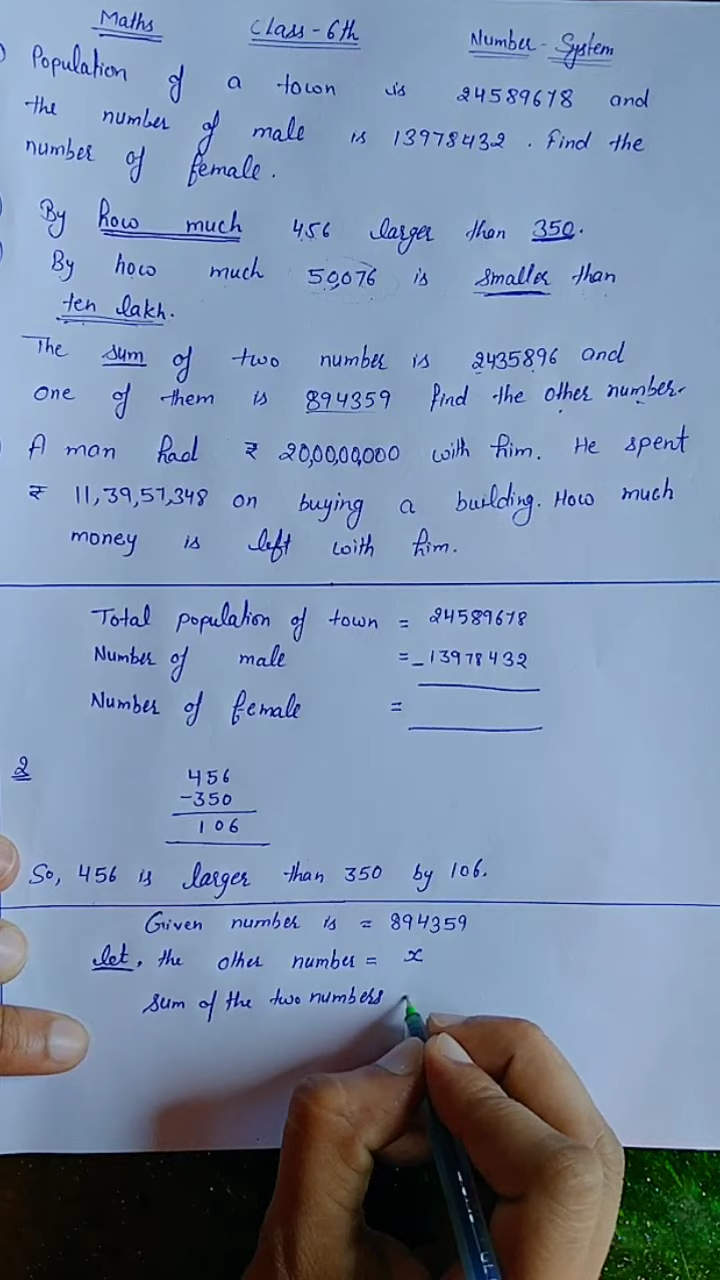 Maths Class-6th Number-System
Population of a town is 24589678 and
the number of male is 13978432. Find the
number of female.
By how much 456 larger than 350.
By how much 50,076 is smaller than
ten lakh.
The sum of two number is 2435896 and
one of them is 894359 find the other number.
A man had ₹ 20,00,00,000 with him. He spent
₹ 11,39,57,348 on buying a building. How much
money is left with him.
Total population of town = 24589678
Number of male = -13978432
Number of female =
2
456
-350
106
So, 456 is larger than 350 by 106.
Given number is = 894359
let, the other number = x
sum of the two numbers